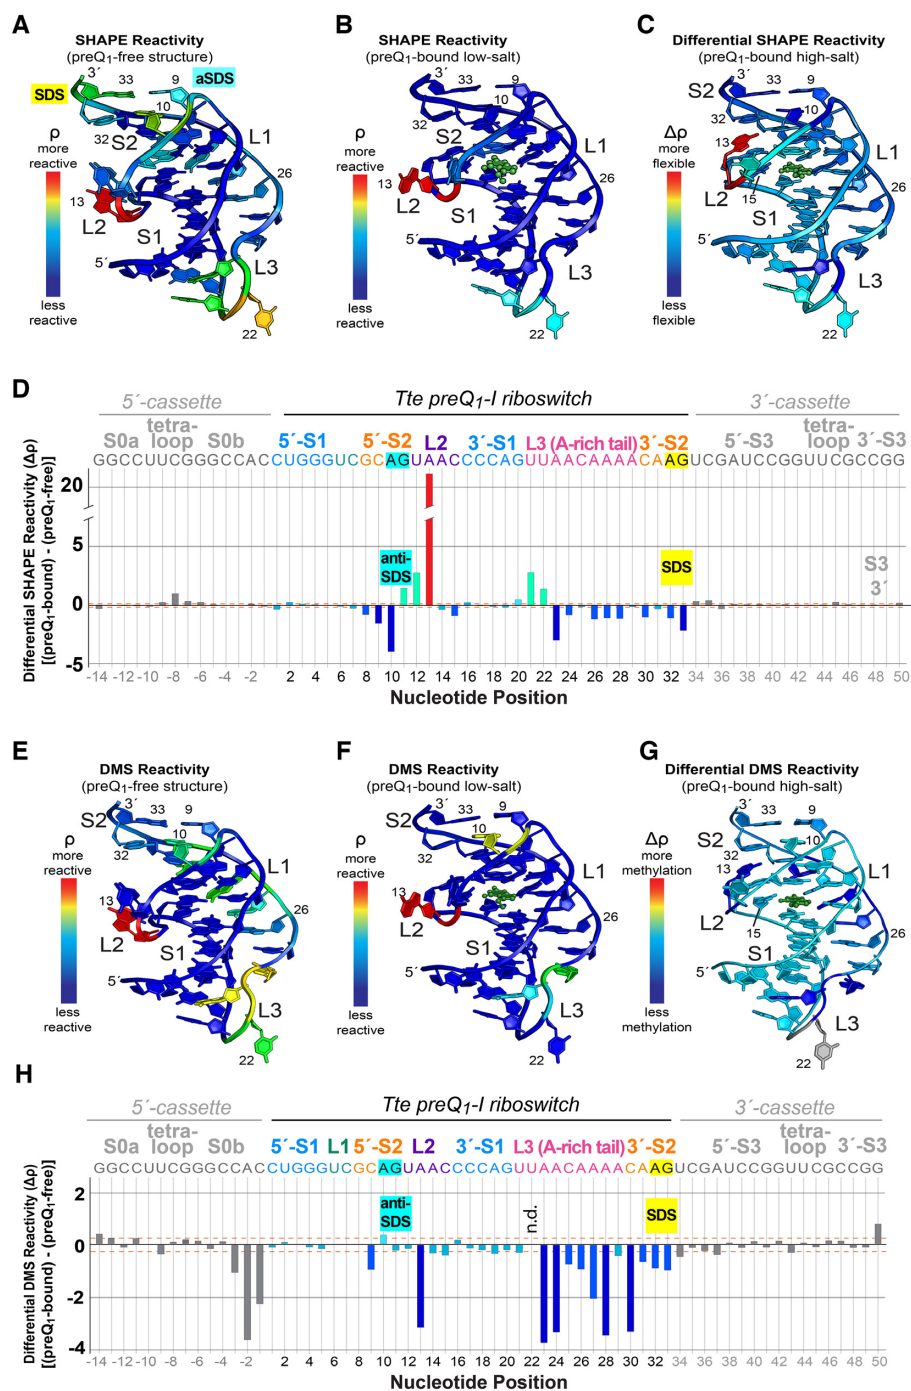 A
SHAPE Reactivity
(preQ1-free structure)
3´
33
9
SDS
aSDS
10
ρ
more
reactive
32
S2
L1
26
13
L2
S1
5´
L3
less
reactive
22
B
SHAPE Reactivity
(preQ1-bound low-salt)
3´
33
9
S2
10
ρ
more
reactive
32
L1
26
13
L2
S1
5´
L3
less
reactive
22
C
Differential SHAPE Reactivity
(preQ1-bound high-salt)
3´
33
9
S2
10
Δρ
more
flexible
32
13
L1
26
L2
15
S1
5´
L3
less
flexible
22
D
5´-cassette
Tte preQ1-I riboswitch
3´-cassette
S0a
tetra-
loop
S0b
5´-S1
5´-S2
L2
3´-S1
L3 (A-rich tail)
3´-S2
5´-S3
tetra-
loop
3´-S3
GGCCUUCGGGCCACCUGGGUCGCAGUAACCCCAGUUAACAAAACAAGUCGAUCCGGUUCGCCGG
Differential SHAPE Reactivity (Δρ)
[(preQ1-bound) - (preQ1-free)]
20
5
0
-5
anti-
SDS
SDS
S3
3´
-14 -12 -10 -8 -6 -4 -2 2 4 6 8 10 12 14 16 18 20 22 24 26 28 30 32 34 36 38 40 42 44 46 48 50
Nucleotide Position
E
DMS Reactivity
(preQ1-free structure)
3´
33
9
S2
10
ρ
more
reactive
32
L1
26
13
L2
S1
5´
L3
less
reactive
22
F
DMS Reactivity
(preQ1-bound low-salt)
3´
33
9
S2
10
ρ
more
reactive
32
L1
26
13
L2
S1
5´
L3
less
reactive
22
G
Differential DMS Reactivity
(preQ1-bound high-salt)
3´
33
9
S2
10
Δρ
more
methylation
32
13
L1
26
L2
15
S1
5´
L3
less
methylation
22
H
5´-cassette
Tte preQ1-I riboswitch
3´-cassette
S0a
tetra-
loop
S0b
5´-S1
L1
5´-S2
L2
3´-S1
L3 (A-rich tail)
3´-S2
5´-S3
tetra-
loop
3´-S3
GGCCUUCGGGCCACCUGGGUCGCAGUAACCCCAGUUAACAAAACAAGUCGAUCCGGUUCGCCGG
Differential DMS Reactivity (Δρ)
[(preQ1-bound) - (preQ1-free)]
2
0
-2
-4
anti-
SDS
n.d.
SDS
-14 -12 -10 -8 -6 -4 -2 2 4 6 8 10 12 14 16 18 20 22 24 26 28 30 32 34 36 38 40 42 44 46 48 50
Nucleotide Position